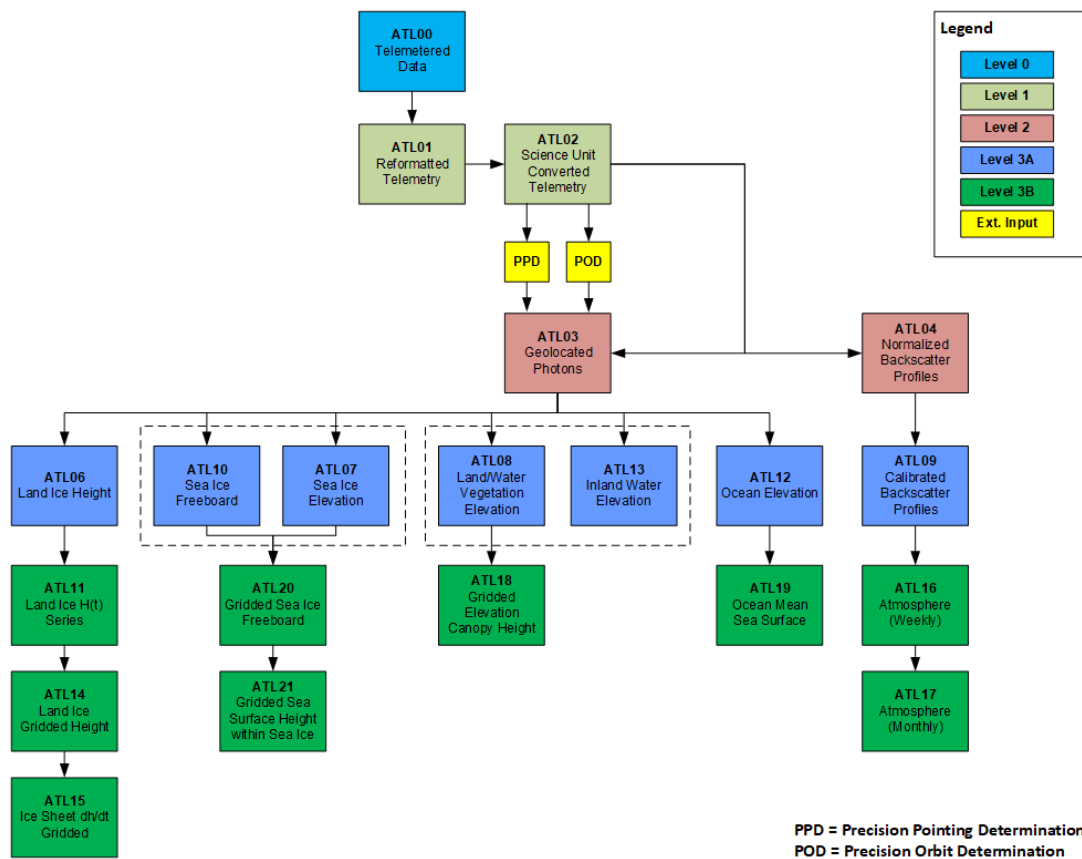 ATL00
Telemetered
Data
Legend
Level 0
Level 1
Level 2
Level 3A
Level 3B
Ext. Input
ATL01
Reformatted
Telemetry
ATL02
Science Unit
Converted
Telemetry
PPD
POD
ATL03
Geolocated
Photons
ATL04
Normalized
Backscatter
Profiles
ATL06
Land Ice Height
ATL10
Sea Ice
Freeboard
ATL07
Sea Ice
Elevation
ATL08
Land/Water
Vegetation
Elevation
ATL13
Inland Water
Elevation
ATL12
Ocean Elevation
ATL09
Calibrated
Backscatter
Profiles
ATL11
Land Ice H(t)
Series
ATL20
Gridded Sea Ice
Freeboard
ATL18
Gridded
Elevation
Canopy Height
ATL19
Ocean Mean
Sea Surface
ATL16
Atmosphere
(Weekly)
ATL14
Land Ice
Gridded Height
ATL21
Gridded Sea
Surface Height
within Sea Ice
ATL17
Atmosphere
(Monthly)
ATL15
Ice Sheet dh/dt
Gridded
PPD = Precision Pointing Determination
POD = Precision Orbit Determination